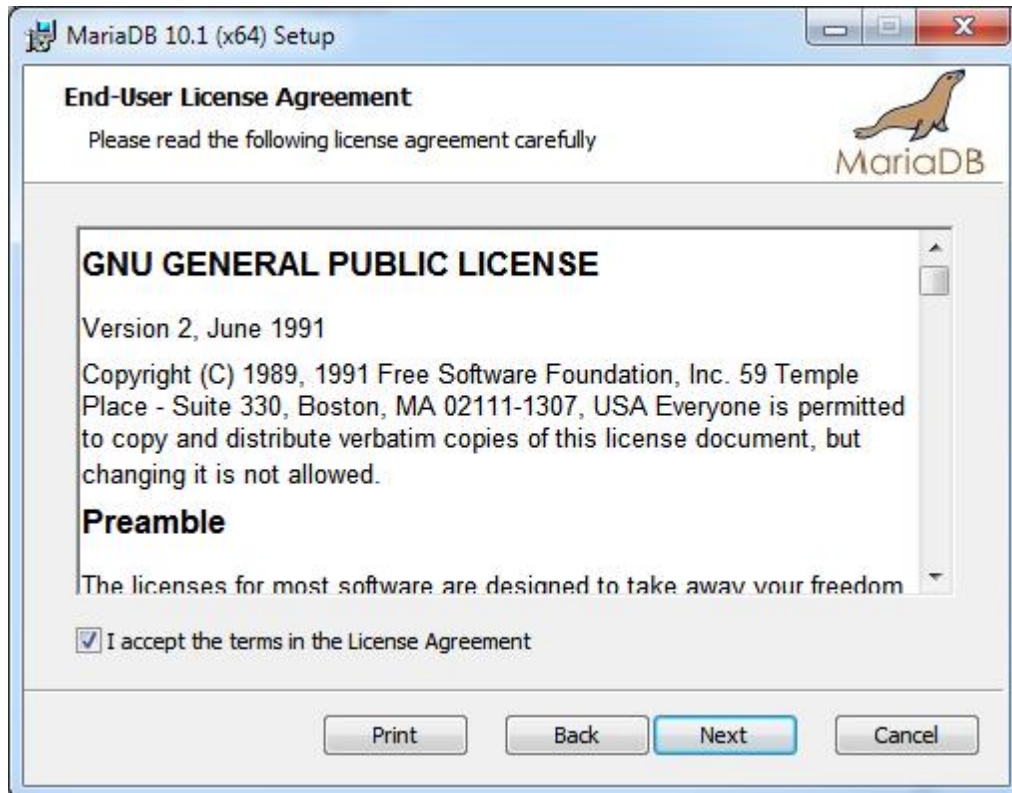 MariaDB 10.1 (x64) Setup
End-User License Agreement
Please read the following license agreement carefully
MariaDB
GNU GENERAL PUBLIC LICENSE
Version 2, June 1991
Copyright (C) 1989, 1991 Free Software Foundation, Inc. 59 Temple
Place - Suite 330, Boston, MA 02111-1307, USA Everyone is permitted
to copy and distribute verbatim copies of this license document, but
changing it is not allowed.
Preamble
The licenses for most software are designed to take away your freedom
I accept the terms in the License Agreement
Print Back Next Cancel